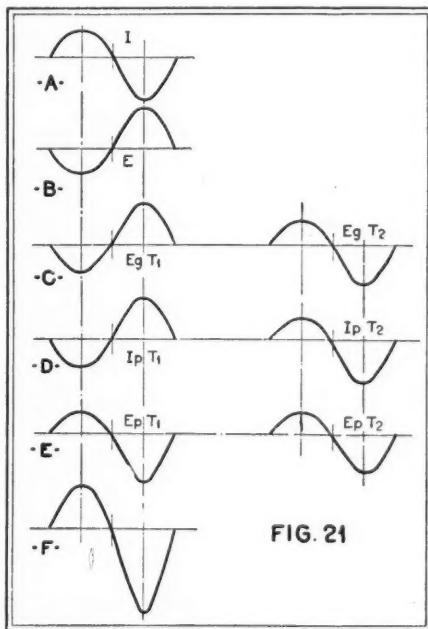 I
-A-
E
-B-
Eg T1 Eg T2
-C-
Ip T1 Ip T2
-D-
Ep T1 Ep T2
-E-
-F-
FIG. 21